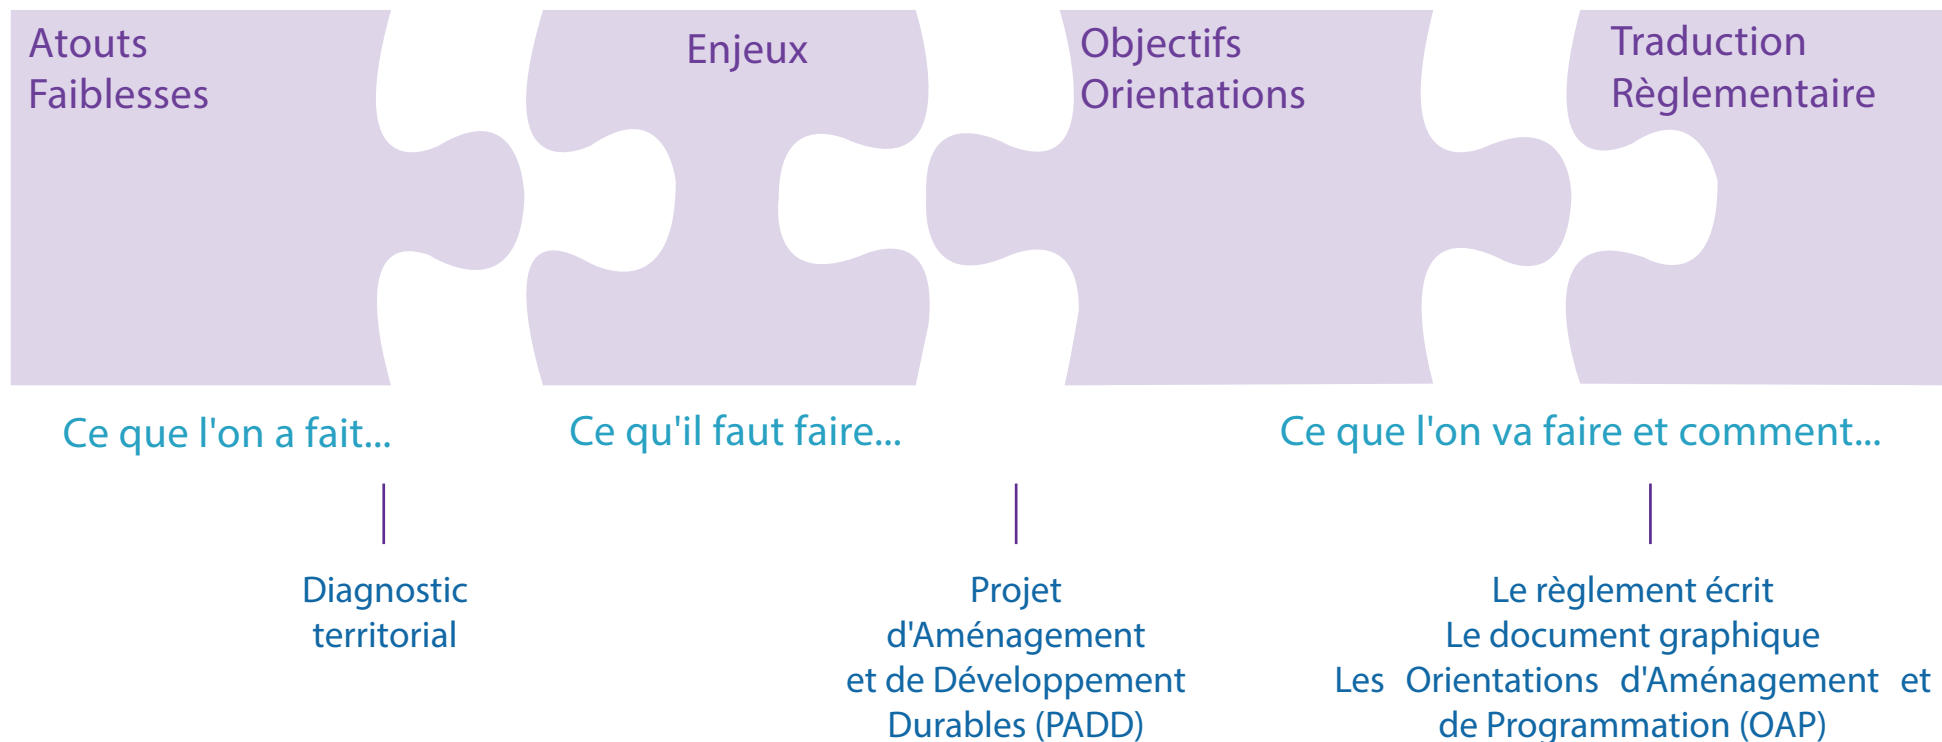 Atouts
Faiblesses
Enjeux
Objectifs
Orientations
Traduction
Règlementaire
Ce que l'on a fait...
Ce qu'il faut faire...
Ce que l'on va faire et comment...
Diagnostic
territorial
Projet
d'Aménagement
et de Développement
Durables (PADD)
Le règlement écrit
Le document graphique
Les Orientations d'Aménagement et
de Programmation (OAP)